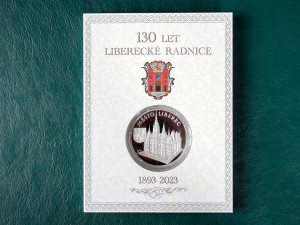 130 LET
LIBERECKÉ RADNICE
MĚSTO LIBEREC
1893-2023